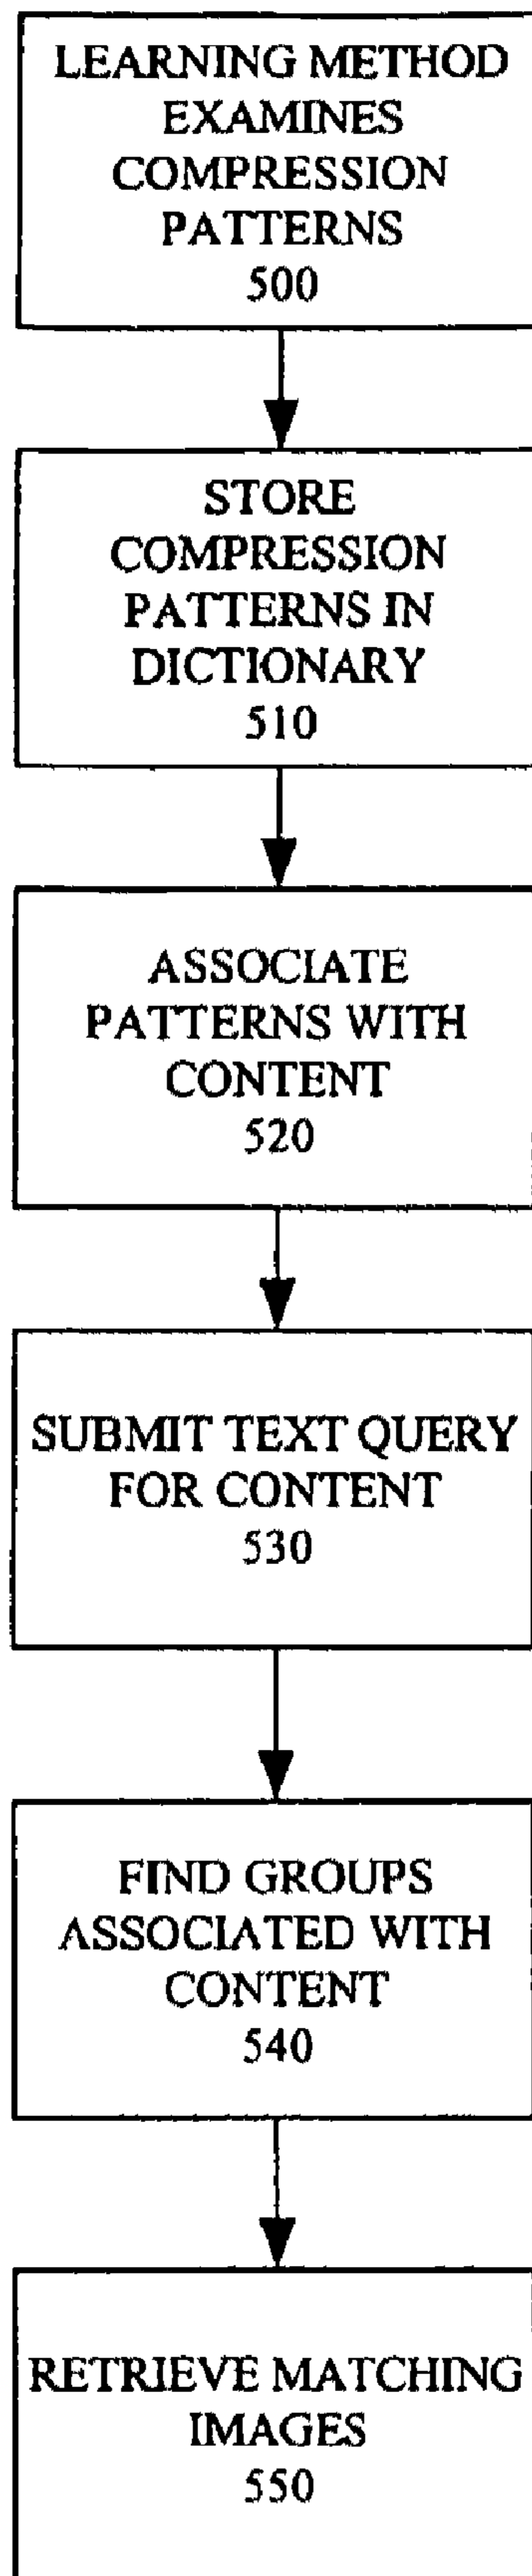 LEARNING METHOD
EXAMINES
COMPRESSION
PATTERNS
500
STORE
COMPRESSION
PATTERNS IN
DICTIONARY
510
ASSOCIATE
PATTERNS WITH
CONTENT
520
SUBMIT TEXT QUERY
FOR CONTENT
530
FIND GROUPS
ASSOCIATED WITH
CONTENT
540
RETRIEVE MATCHING
IMAGES
550